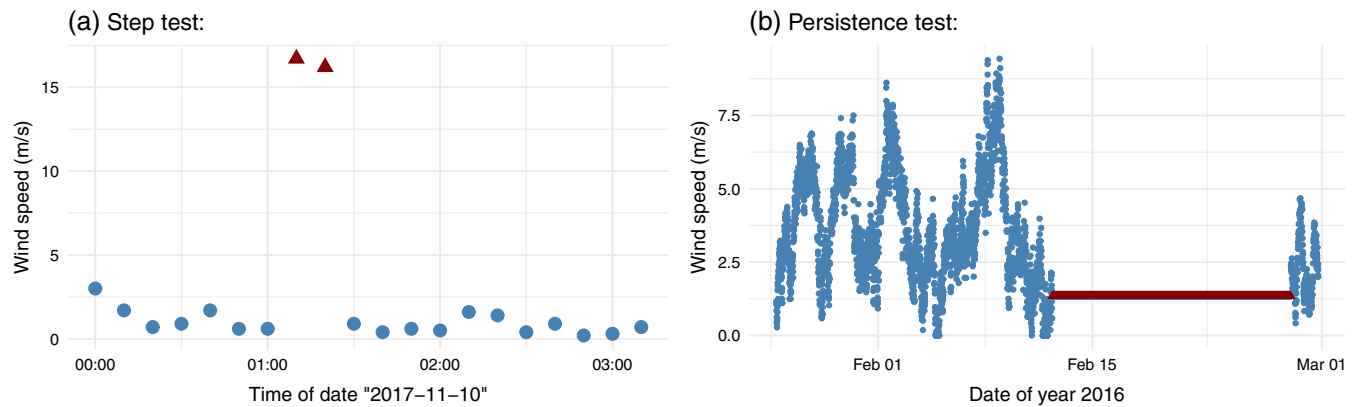 (a) Step test:
Wind speed (m/s)
15
10
5
0
00:00 01:00 02:00 03:00
Time of date "2017−11−10"
(b) Persistence test:
Wind speed (m/s)
7.5
5.0
2.5
0.0
Feb 01 Feb 15 Mar 01
Date of year 2016